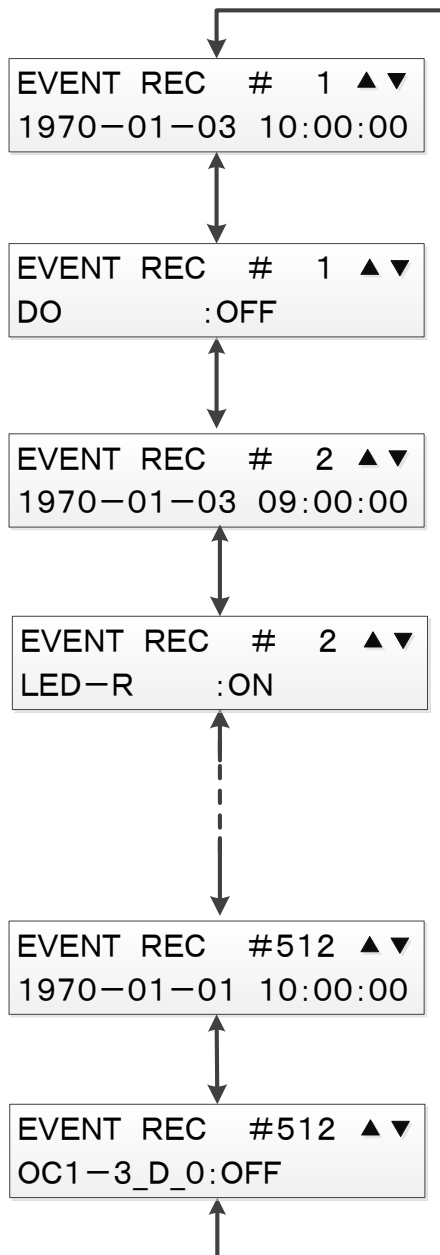 EVENT REC # 1 ▲ ▼
1970−01−03 10:00:00
EVENT REC # 1 ▲ ▼
DO :OFF
EVENT REC # 2 ▲ ▼
1970−01−03 09:00:00
EVENT REC # 2 ▲ ▼
LED−R :ON
EVENT REC #512 ▲ ▼
1970−01−01 10:00:00
EVENT REC #512 ▲ ▼
OC1−3_D_0:OFF